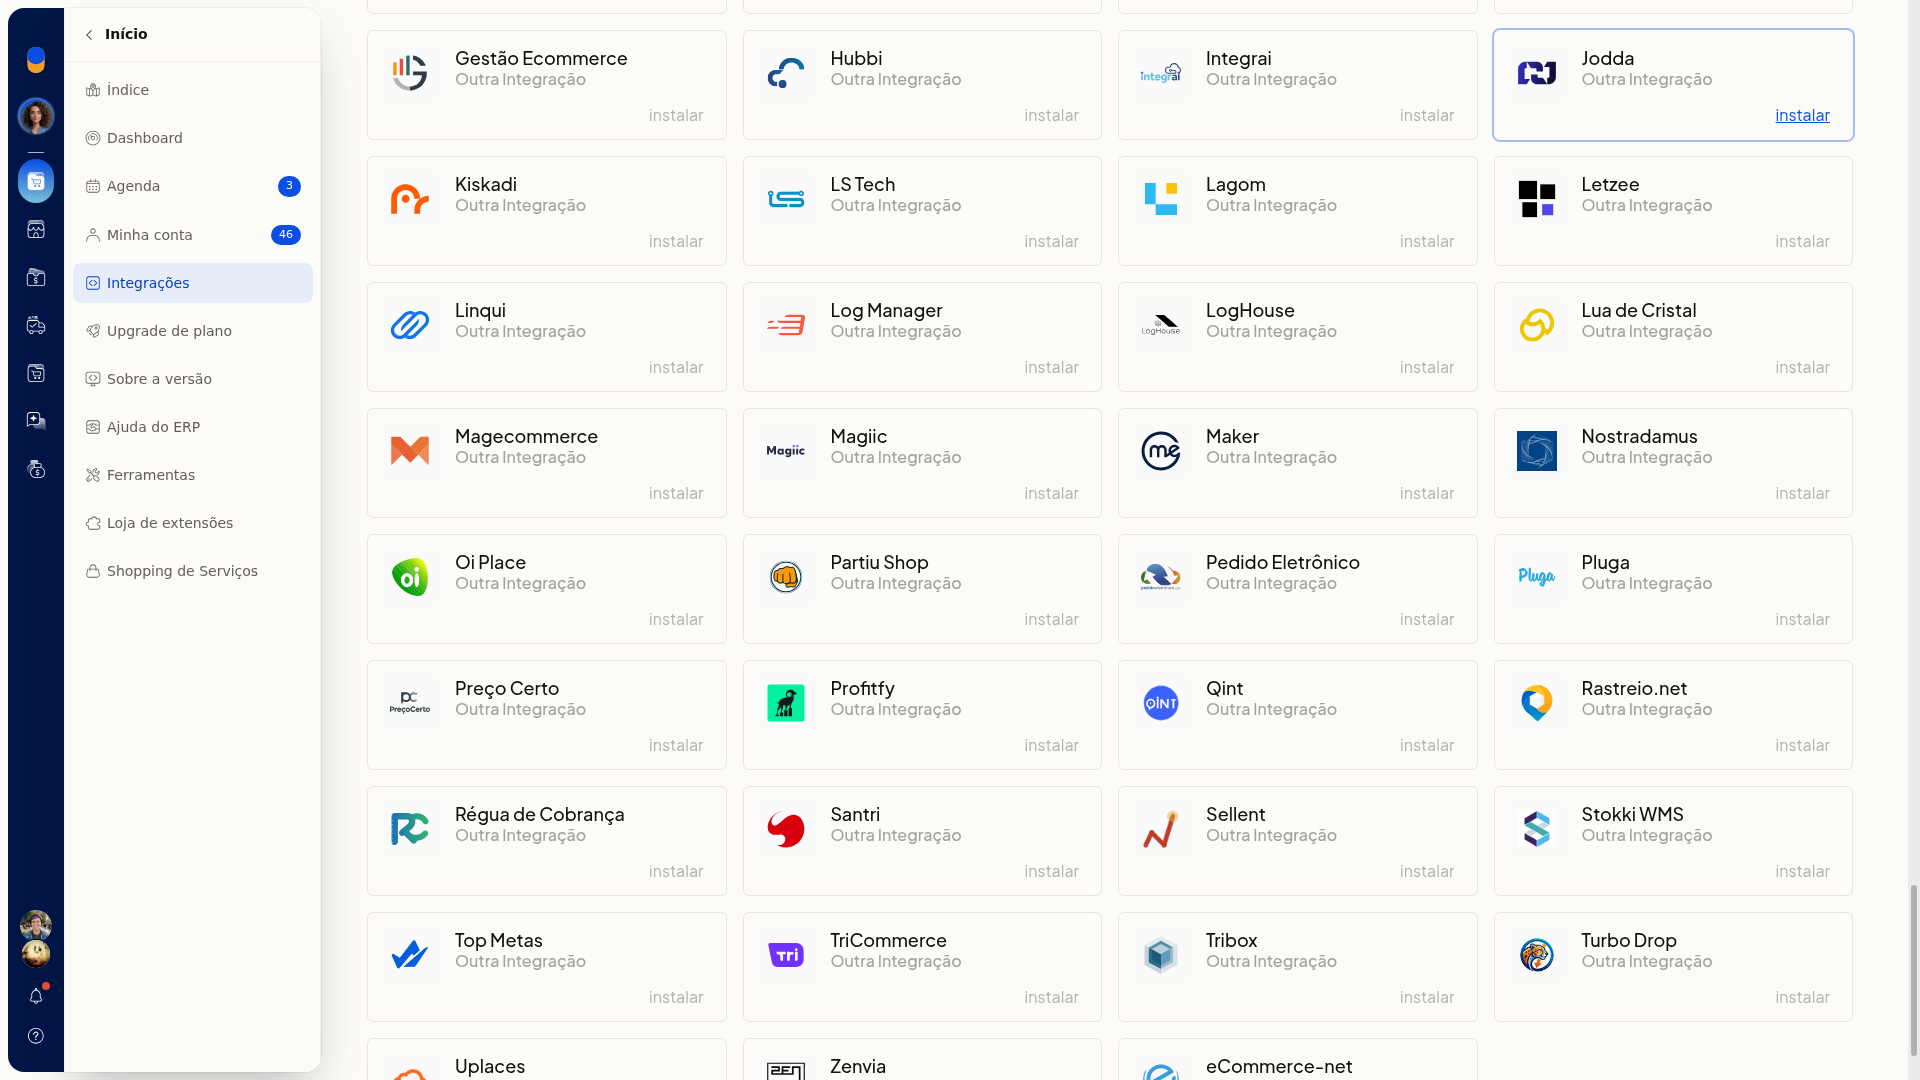 Início
Índice
Dashboard
Agenda
3
Minha conta
46
Integrações
Upgrade de plano
Sobre a versão
Ajuda do ERP
Ferramentas
Loja de extensões
Shopping de Serviços
Gestão Ecommerce
Outra Integração
instalar
Hubbi
Outra Integração
instalar
integrai
Integrai
Outra Integração
instalar
Jodda
Outra Integração
instalar
Kiskadi
Outra Integração
instalar
LS Tech
Outra Integração
instalar
Lagom
Outra Integração
instalar
Letzee
Outra Integração
instalar
Linqui
Outra Integração
instalar
Log Manager
Outra Integração
instalar
LogHouse
LogHouse
Outra Integração
instalar
Lua de Cristal
Outra Integração
instalar
Magecommerce
Outra Integração
instalar
Magiic
Magiic
Outra Integração
instalar
me
Maker
Outra Integração
instalar
Nostradamus
Outra Integração
instalar
oi
Oi Place
Outra Integração
instalar
Partiu Shop
Outra Integração
instalar
Pedido Eletrônico
Outra Integração
instalar
Pluga
Pluga
Outra Integração
instalar
pc
PreçoCerto
Preço Certo
Outra Integração
instalar
Profitfy
Outra Integração
instalar
QINT
Qint
Outra Integração
instalar
Rastreio.net
Outra Integração
instalar
RC
Régua de Cobrança
Outra Integração
instalar
Santri
Outra Integração
instalar
Sellent
Outra Integração
instalar
Stokki WMS
Outra Integração
instalar
Top Metas
Outra Integração
instalar
Tri
TriCommerce
Outra Integração
instalar
Tribox
Outra Integração
instalar
Turbo Drop
Outra Integração
instalar
Uplaces
ZEN
Zenvia
eCommerce-net